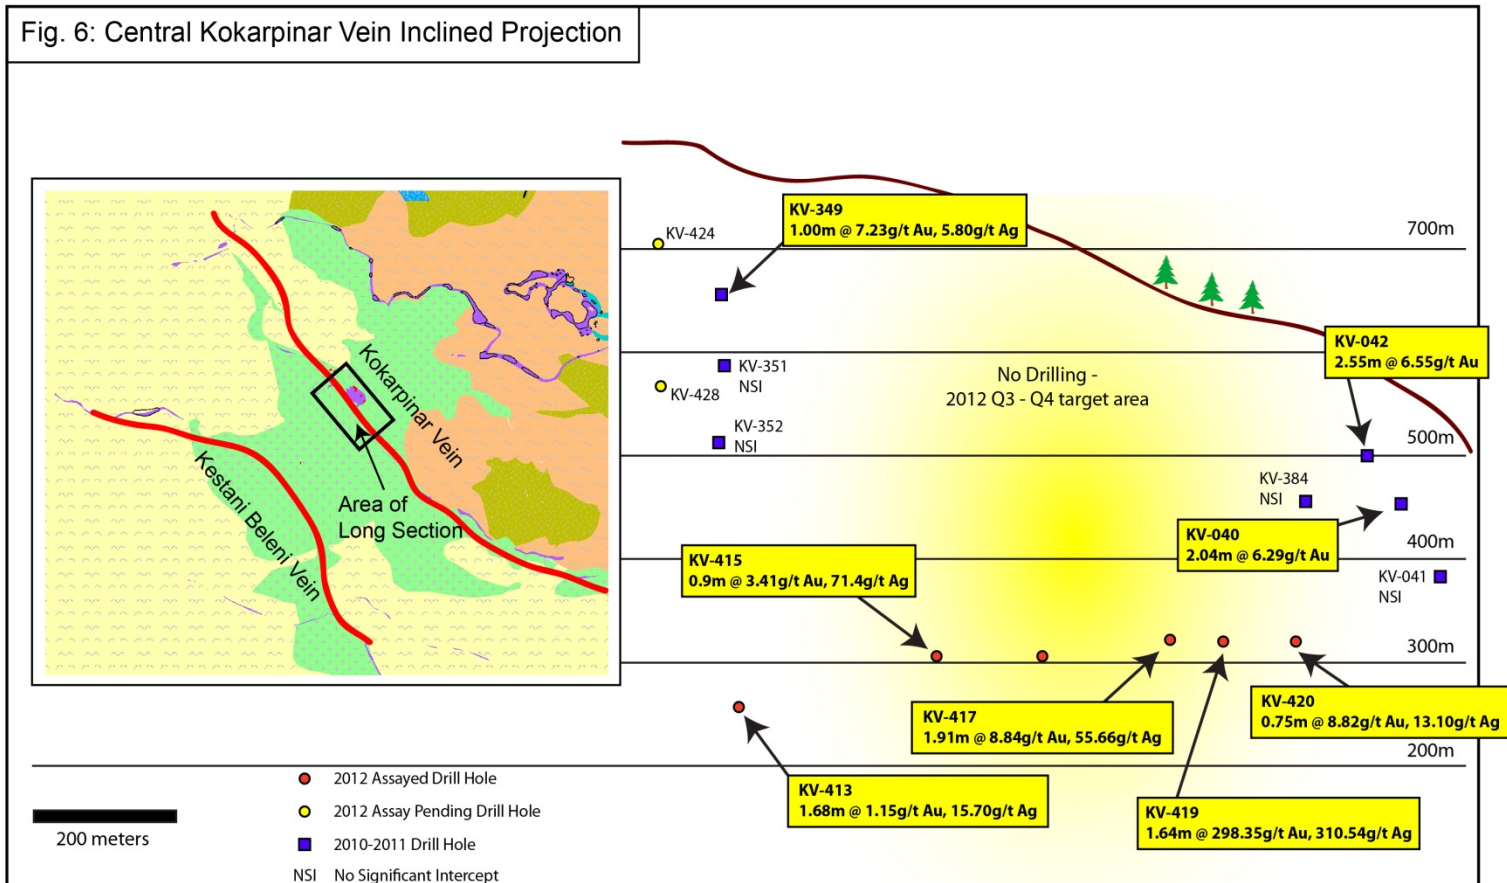 Fig. 6: Central Kokarpinar Vein Inclined Projection
KV-349
1.00m @ 7.23g/t Au, 5.80g/t Ag
KV-424
700m
KV-042
2.55m @ 6.55g/t Au
KV-351
NSI
KV-428
No Drilling -
2012 Q3 - Q4 target area
KV-352
NSI
500m
KV-384
NSI
KV-040
2.04m @ 6.29g/t Au
400m
KV-415
0.9m @ 3.41g/t Au, 71.4g/t Ag
KV-041
NSI
300m
KV-417
1.91m @ 8.84g/t Au, 55.66g/t Ag
KV-420
0.75m @ 8.82g/t Au, 13.10g/t Ag
200m
KV-413
1.68m @ 1.15g/t Au, 15.70g/t Ag
KV-419
1.64m @ 298.35g/t Au, 310.54g/t Ag
Kokarpinar Vein
Kestani Beleni Vein
Area of
Long Section
2012 Assayed Drill Hole
2012 Assay Pending Drill Hole
2010-2011 Drill Hole
NSI No Significant Intercept
200 meters